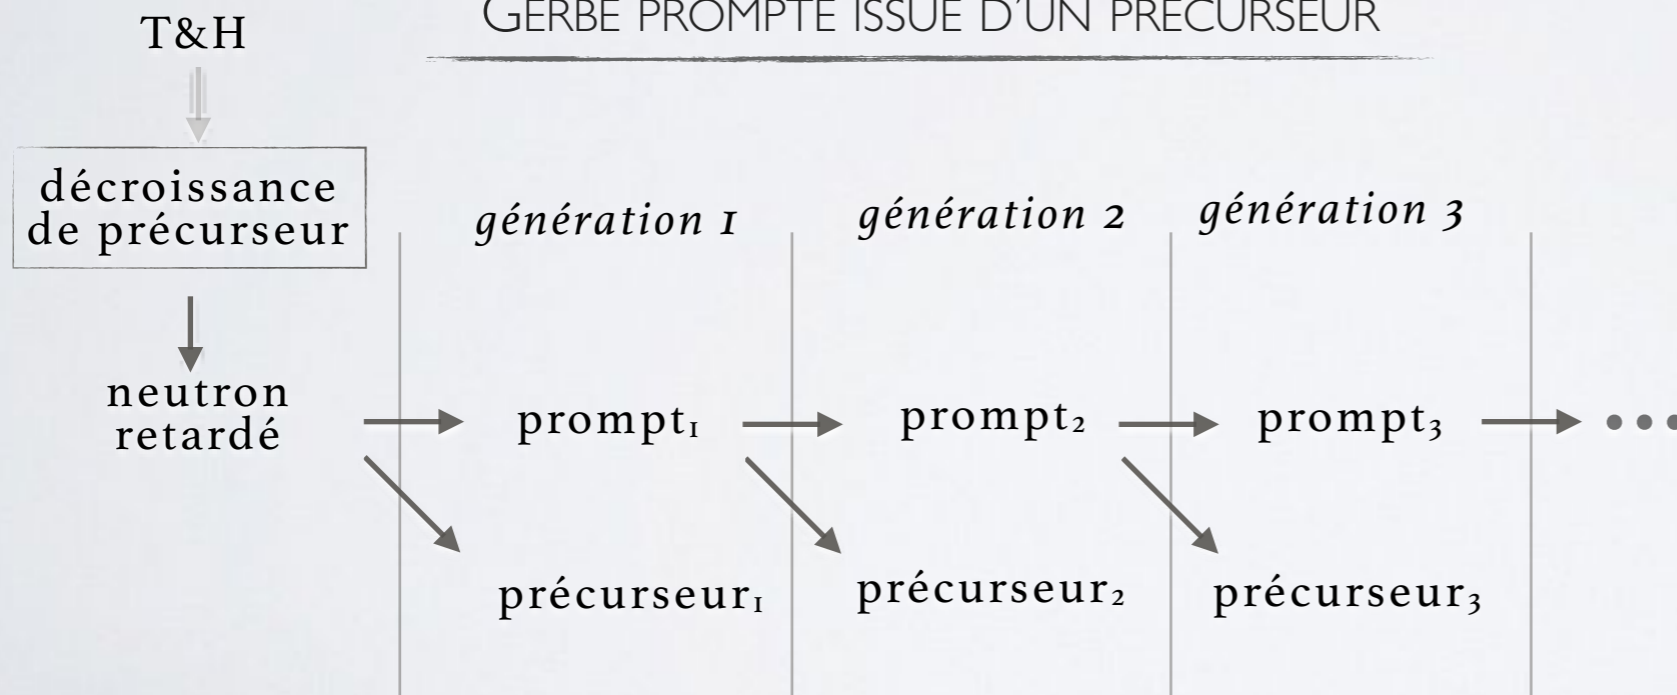 GERBE PROMPTE ISSUE D'UN PRÉCURSEUR
T&H
décroissance
de précurseur
génération 1
génération 2
génération 3
neutron
retardé
prompt₁
prompt₂
prompt₃
•••
précurseur₁
précurseur₂
précurseur₃